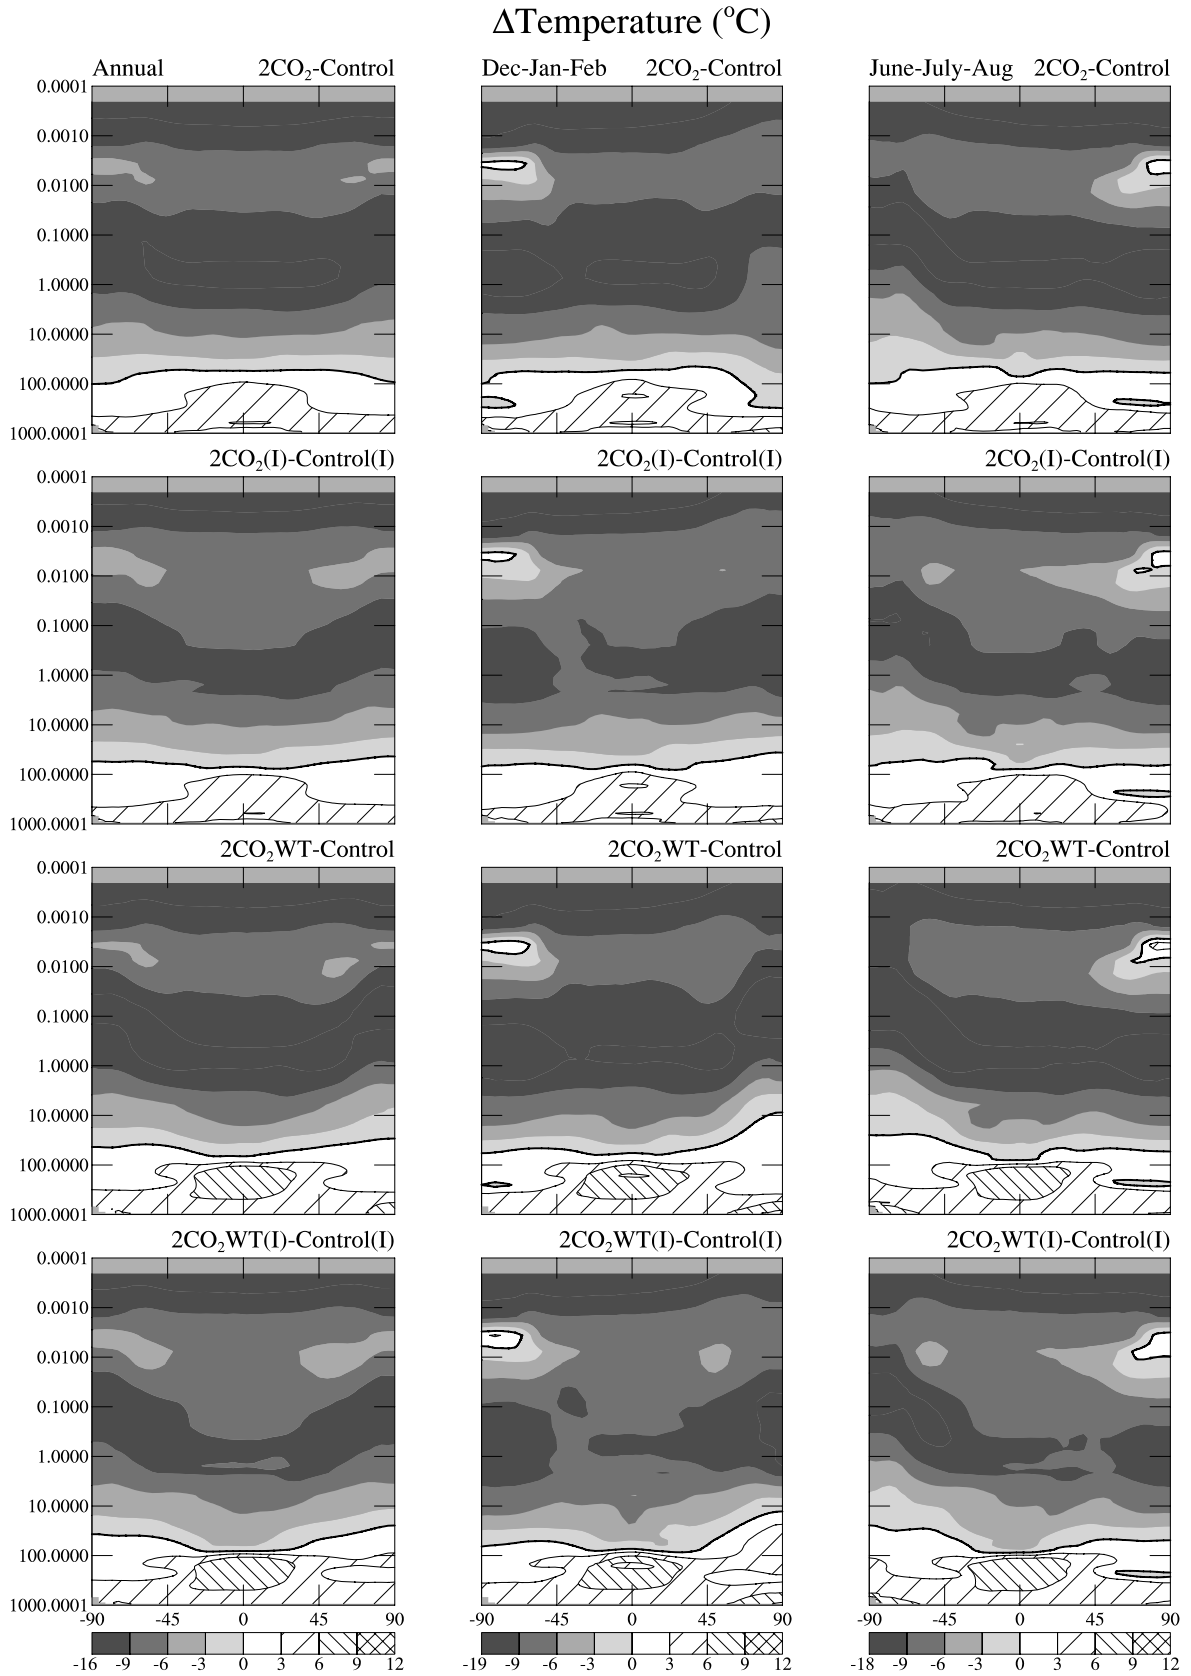 ΔTemperature (°C)
Annual 2CO₂-Control
Dec-Jan-Feb 2CO₂-Control
June-July-Aug 2CO₂-Control
0.0001
0.0010
0.0100
0.1000
1.0000
10.0000
100.0000
1000.0001
2CO₂(I)-Control(I)
2CO₂(I)-Control(I)
2CO₂(I)-Control(I)
0.0001
0.0010
0.0100
0.1000
1.0000
10.0000
100.0000
1000.0001
2CO₂WT-Control
2CO₂WT-Control
2CO₂WT-Control
0.0001
0.0010
0.0100
0.1000
1.0000
10.0000
100.0000
1000.0001
2CO₂WT(I)-Control(I)
2CO₂WT(I)-Control(I)
2CO₂WT(I)-Control(I)
0.0001
0.0010
0.0100
0.1000
1.0000
10.0000
100.0000
1000.0001
-90 -45 0 45 90
-45 0 45
-90 -45 0 45 90
-16 -9 -6 -3 0 3 6 9 12
-19 -9 -6 -3 0 3 6 9 12
-18 -9 -6 -3 0 3 6 9 12